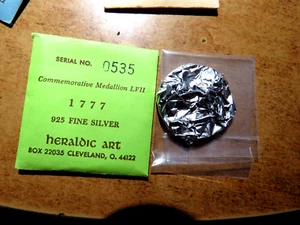 SERIAL NO. 0535
Commemorative Medallion LVII
1777
925 FINE SILVER
heraldic art
BOX 22035 CLEVELAND, O. 44122